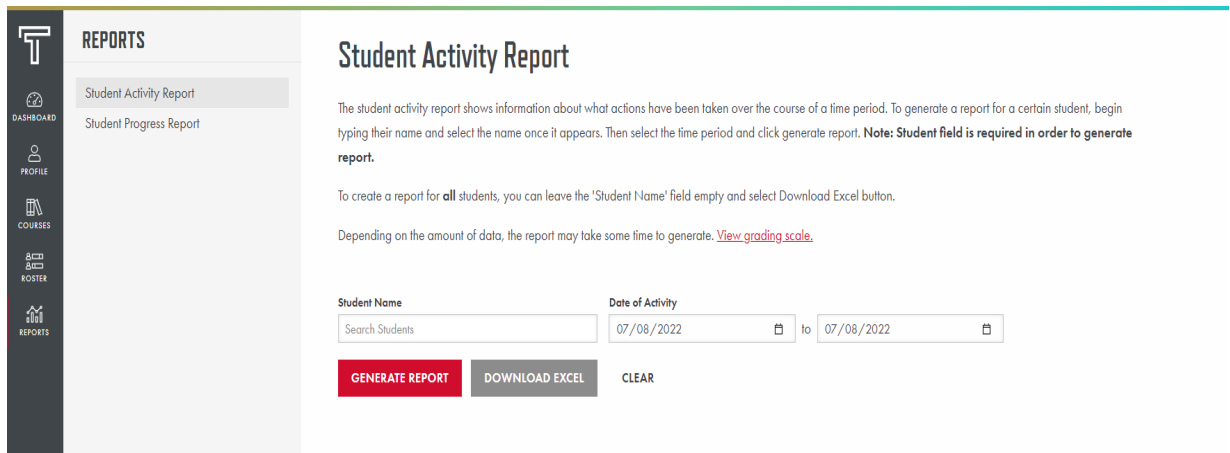 REPORTS
Student Activity Report
Student Progress Report
DASHBOARD
PROFILE
COURSES
ROSTER
REPORTS
Student Activity Report
The student activity report shows information about what actions have been taken over the course of a time period. To generate a report for a certain student, begin
typing their name and select the name once it appears. Then select the time period and click generate report. Note: Student field is required in order to generate
report.
To create a report for all students, you can leave the 'Student Name' field empty and select Download Excel button.
Depending on the amount of data, the report may take some time to generate. View grading scale.
Student Name
Date of Activity
Search Students
07/08/2022 to 07/08/2022
GENERATE REPORT DOWNLOAD EXCEL CLEAR